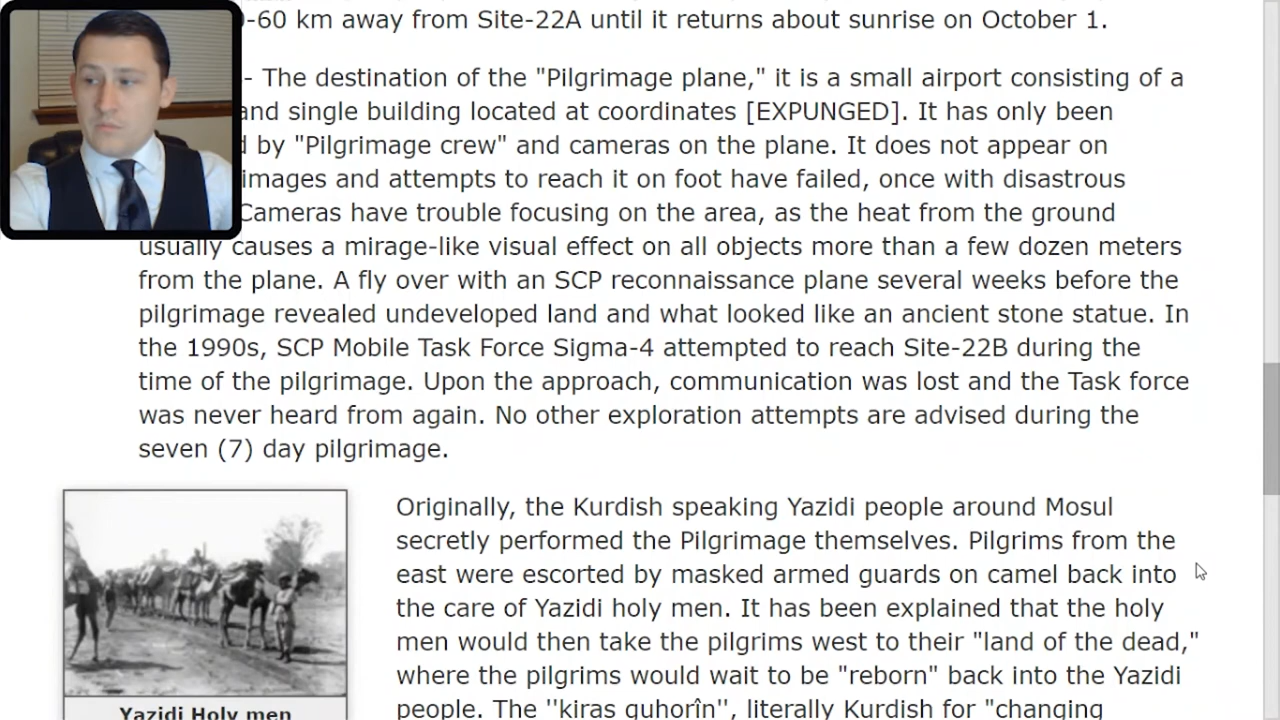 -60 km away from Site-22A until it returns about sunrise on October 1.
- The destination of the "Pilgrimage plane," it is a small airport consisting of a
and single building located at coordinates [EXPUNGED]. It has only been
by "Pilgrimage crew" and cameras on the plane. It does not appear on
images and attempts to reach it on foot have failed, once with disastrous
Cameras have trouble focusing on the area, as the heat from the ground
usually causes a mirage-like visual effect on all objects more than a few dozen meters
from the plane. A fly over with an SCP reconnaissance plane several weeks before the
pilgrimage revealed undeveloped land and what looked like an ancient stone statue. In
the 1990s, SCP Mobile Task Force Sigma-4 attempted to reach Site-22B during the
time of the pilgrimage. Upon the approach, communication was lost and the Task force
was never heard from again. No other exploration attempts are advised during the
seven (7) day pilgrimage.
Originally, the Kurdish speaking Yazidi people around Mosul
secretly performed the Pilgrimage themselves. Pilgrims from the
east were escorted by masked armed guards on camel back into
the care of Yazidi holy men. It has been explained that the holy
men would then take the pilgrims west to their "land of the dead,"
where the pilgrims would wait to be "reborn" back into the Yazidi
people. The ''kiras guhorîn'', literally Kurdish for "changing
Yazidi Holy men